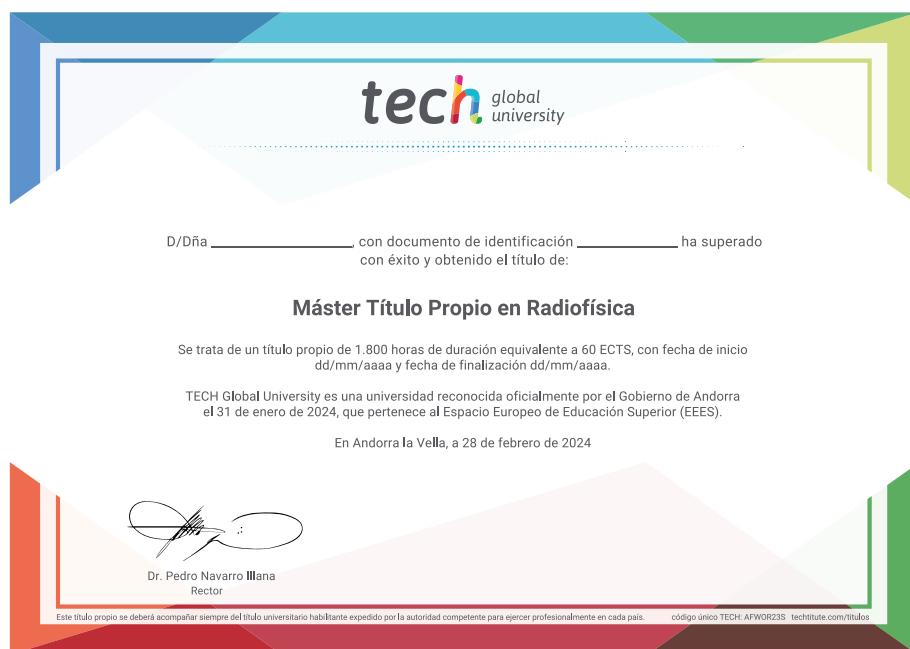 tech global
university
D/Dña ____________________, con documento de identificación ______________ ha superado
con éxito y obtenido el título de:
Máster Título Propio en Radiofísica
Se trata de un título propio de 1.800 horas de duración equivalente a 60 ECTS, con fecha de inicio
dd/mm/aaaa y fecha de finalización dd/mm/aaaa.
TECH Global University es una universidad reconocida oficialmente por el Gobierno de Andorra
el 31 de enero de 2024, que pertenece al Espacio Europeo de Educación Superior (EEES).
En Andorra la Vella, a 28 de febrero de 2024
Dr. Pedro Navarro Illana
Rector
Este título propio se deberá acompañar siempre del título universitario habilitante expedido por la autoridad competente para ejercer profesionalmente en cada país. código único TECH: AFWOR23S techtitute.com/titulos